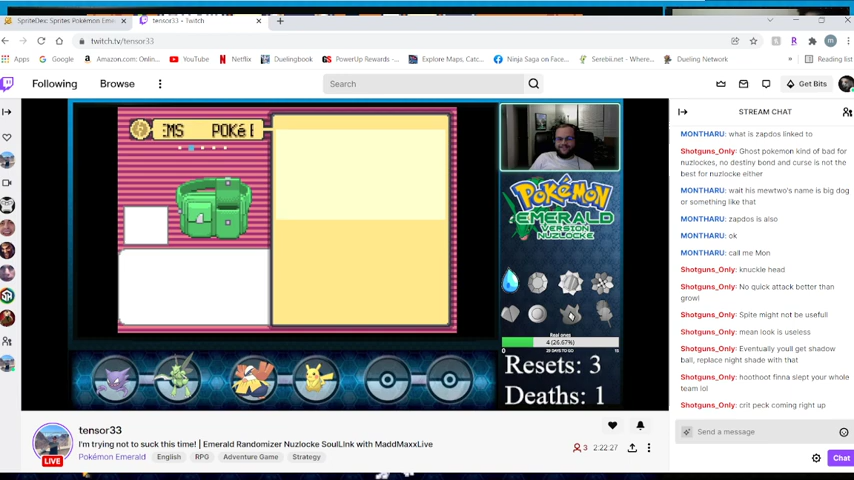 SpriteDex: Sprites Pokémon Em
tensor33 - Twitch
twitch.tv/tensor33
Apps
Google
Amazon.com: Onlin...
YouTube
Netflix
Duelingbook
PowerUp Rewards -...
Explore Maps, Catc...
Ninja Saga on Face...
Serebii.net - Where...
Dueling Network
Reading list
Following
Browse
Search
Get Bits
EMS POKé B
POKéMON
EMERALD
VERSION
NUZLOCKE
Real ones
4 (26.67%)
0
15
Resets: 3
Deaths: 1
STREAM CHAT
MONTHARU: what is zapdos linked to
Shotguns_Only: Ghost pokemon kind of bad for
nuzlockes, no destiny bond and curse is not the
best for nuzlocke either
MONTHARU: wait his mewtwo's name is big dog
or something like that
MONTHARU: zapdos is also
MONTHARU: ok
MONTHARU: call me Mon
Shotguns_Only: knuckle head
Shotguns_Only: No quick attack better than
growl
Shotguns_Only: Spite might not be usefull
Shotguns_Only: mean look is useless
Shotguns_Only: Eventually youll get shadow
ball, replace night shade with that
Shotguns_Only: hoothoot finna slept your whole
team lol
Shotguns_Only: crit peck coming right up
Send a message
Chat
tensor33
LIVE
I'm trying not to suck this time! | Emerald Randomizer Nuzlocke SoulLInk with MaddMaxxLive
Pokémon Emerald
English
RPG
Adventure Game
Strategy
3
2:22:27